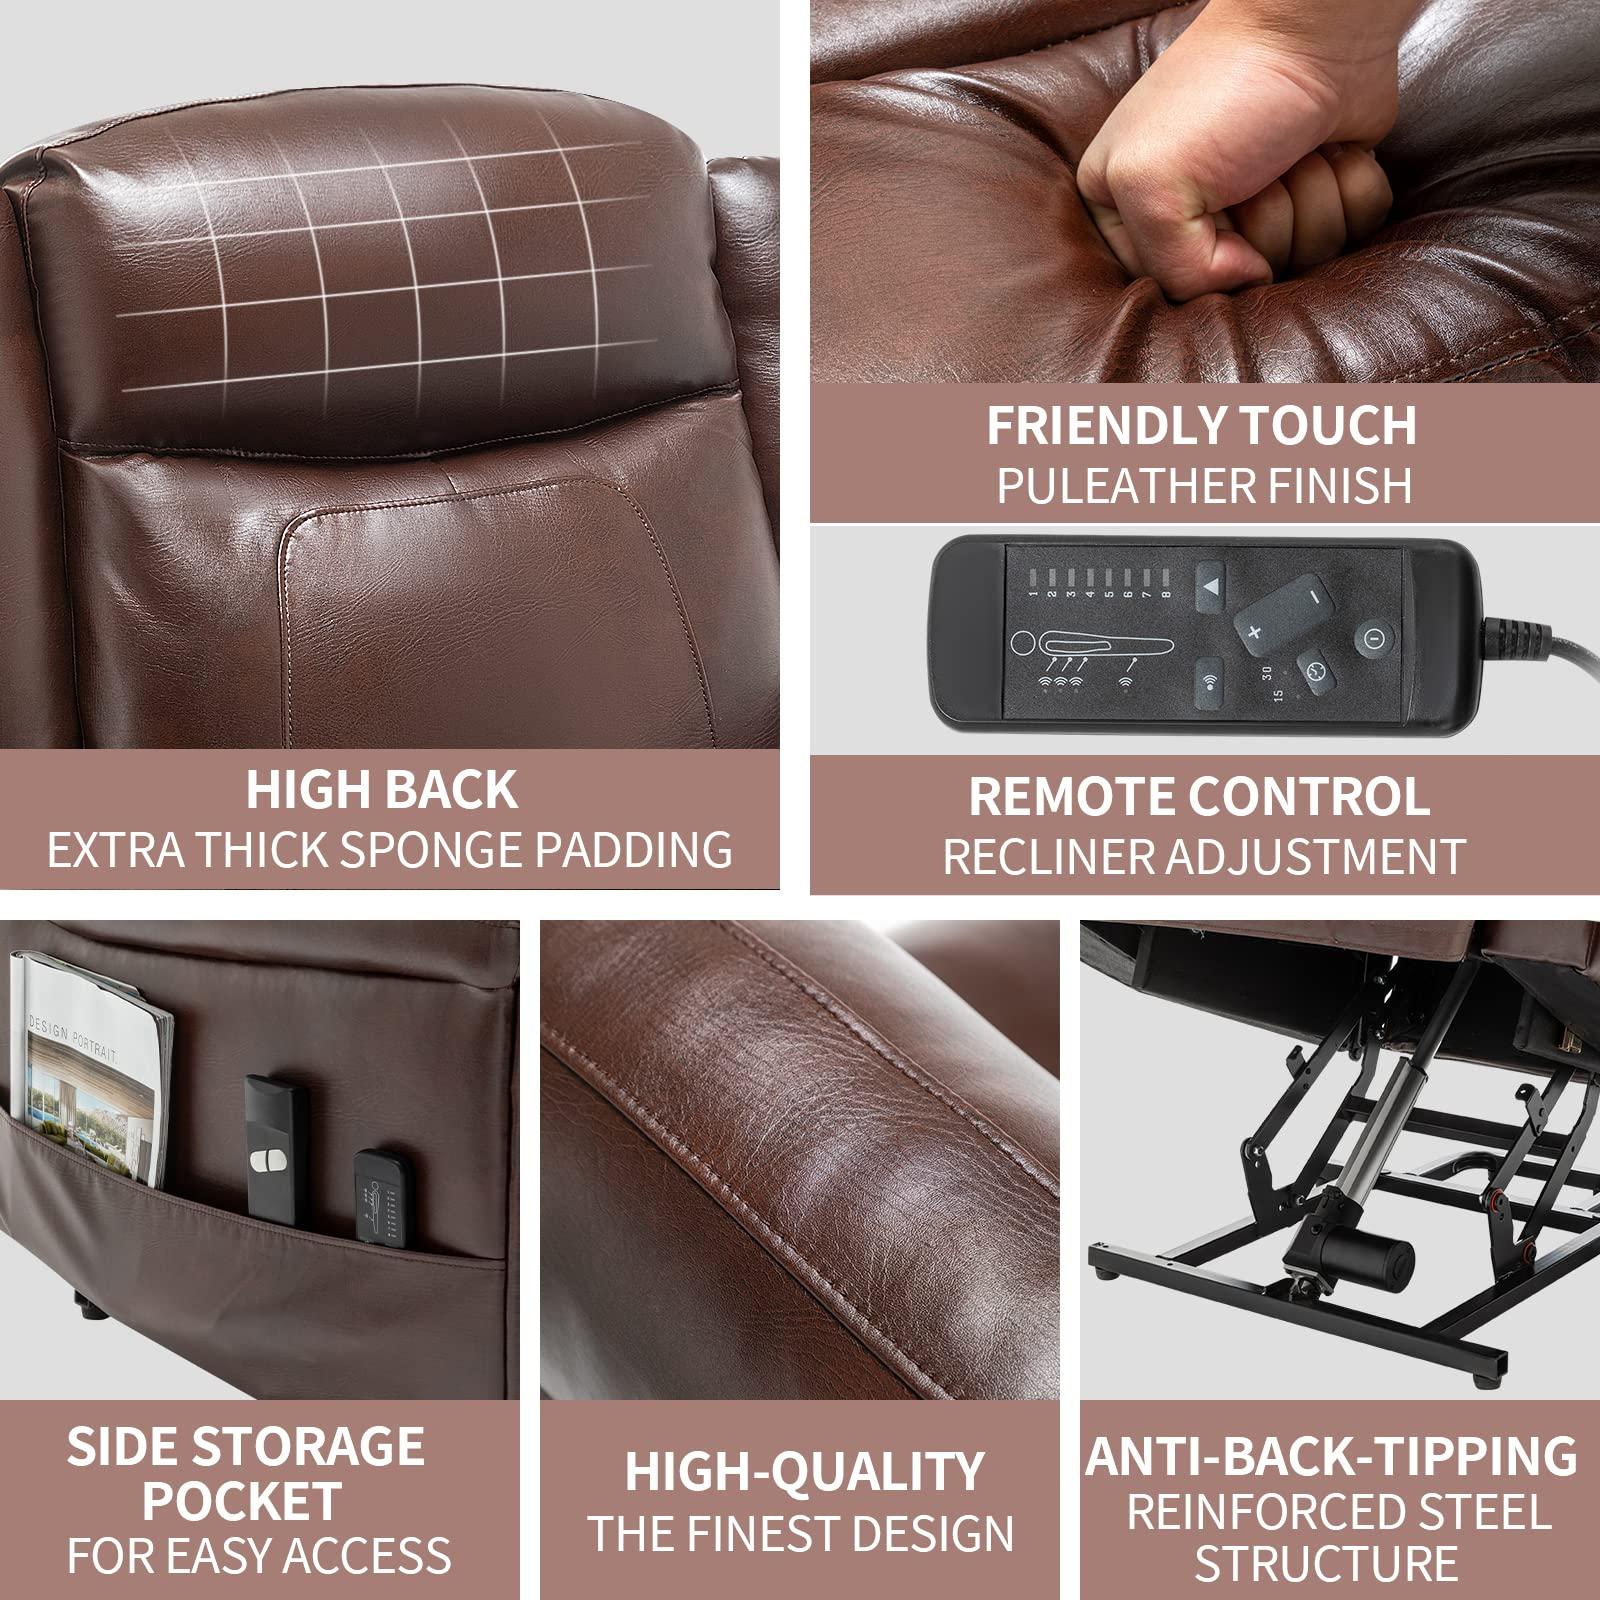 HIGH BACK
EXTRA THICK SPONGE PADDING
FRIENDLY TOUCH
PULEATHER FINISH
1 2 3 4 5 6 7 8
+ −
30
15
REMOTE CONTROL
RECLINER ADJUSTMENT
DESIGN PORTRAIT.
SIDE STORAGE
POCKET
FOR EASY ACCESS
HIGH-QUALITY
THE FINEST DESIGN
ANTI-BACK-TIPPING
REINFORCED STEEL
STRUCTURE